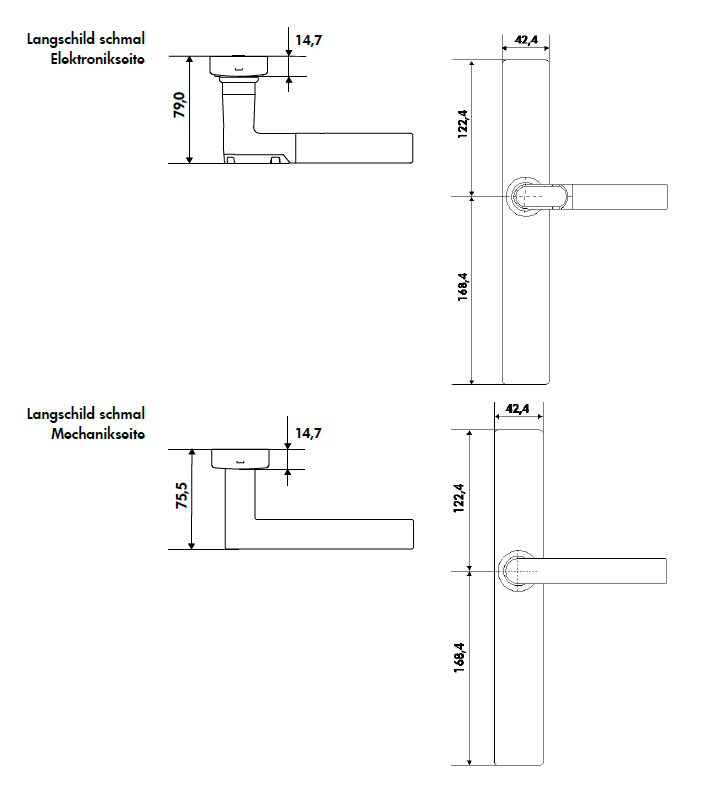 Langschild schmal
Elektronikseite
14,7
79,0
42,4
122,4
168,4
Langschild schmal
Mechanikseite
14,7
75,5
42,4
122,4
168,4